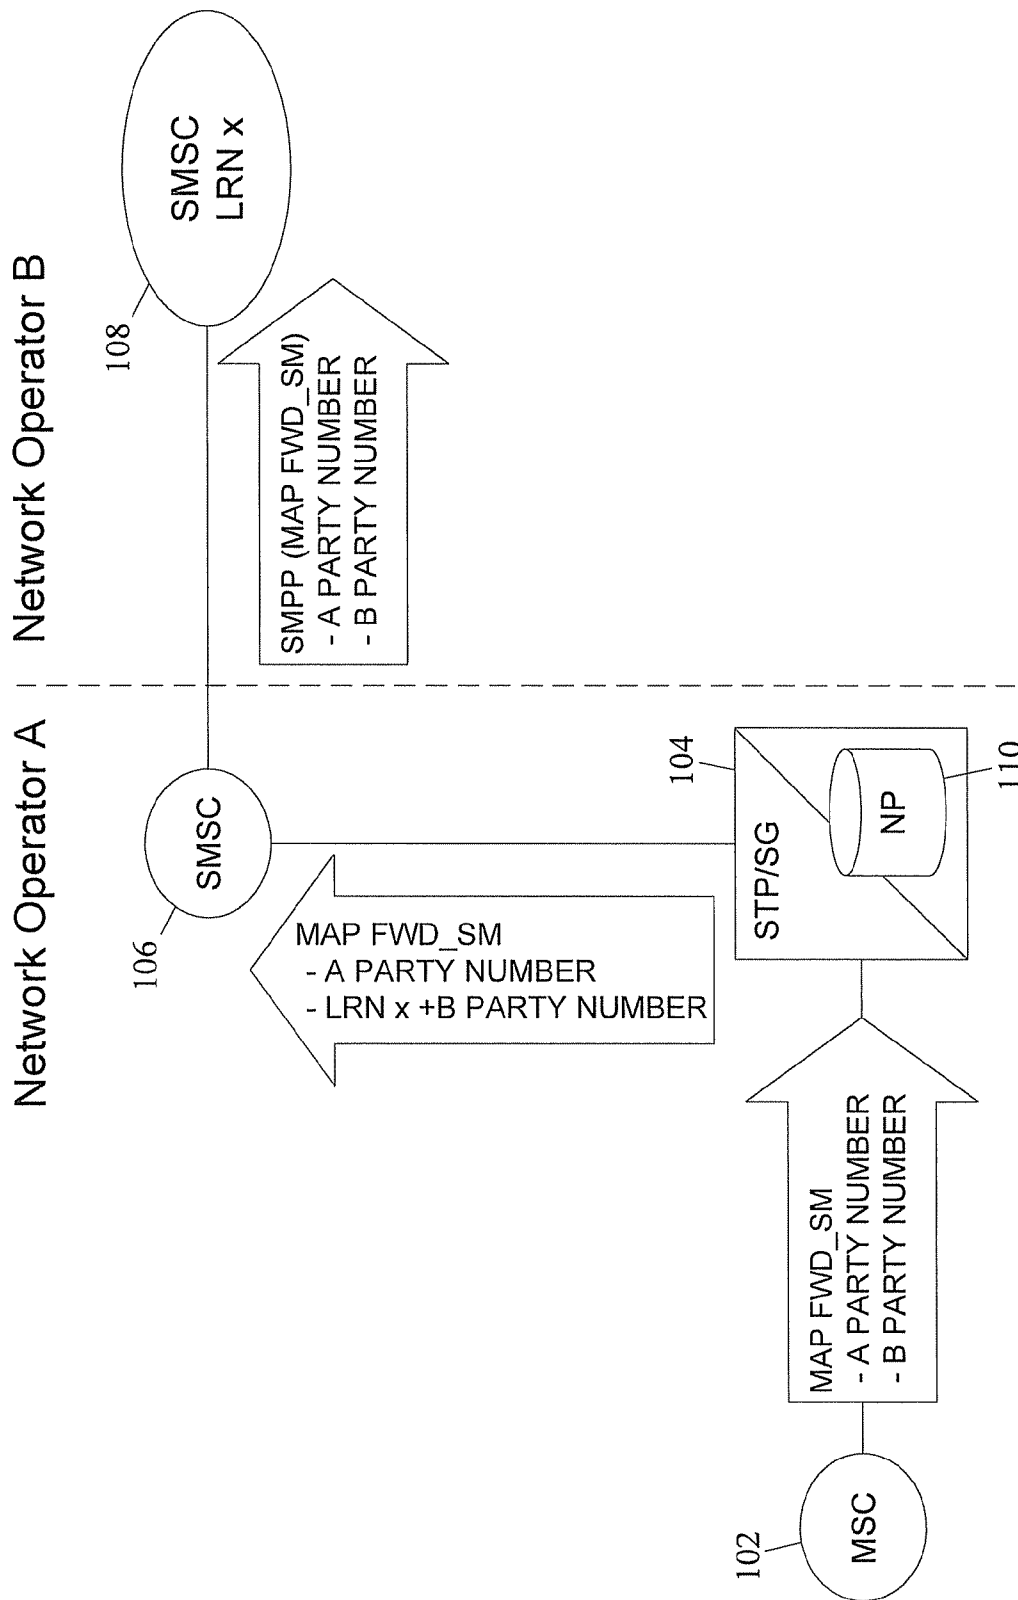 Network Operator A
Network Operator B
106
SMSC
108
SMSC
LRN x
SMPP (MAP FWD_SM)
- A PARTY NUMBER
- B PARTY NUMBER
MAP FWD_SM
- A PARTY NUMBER
- LRN x +B PARTY NUMBER
104
STP/SG
NP
110
MAP FWD_SM
- A PARTY NUMBER
- B PARTY NUMBER
102
MSC